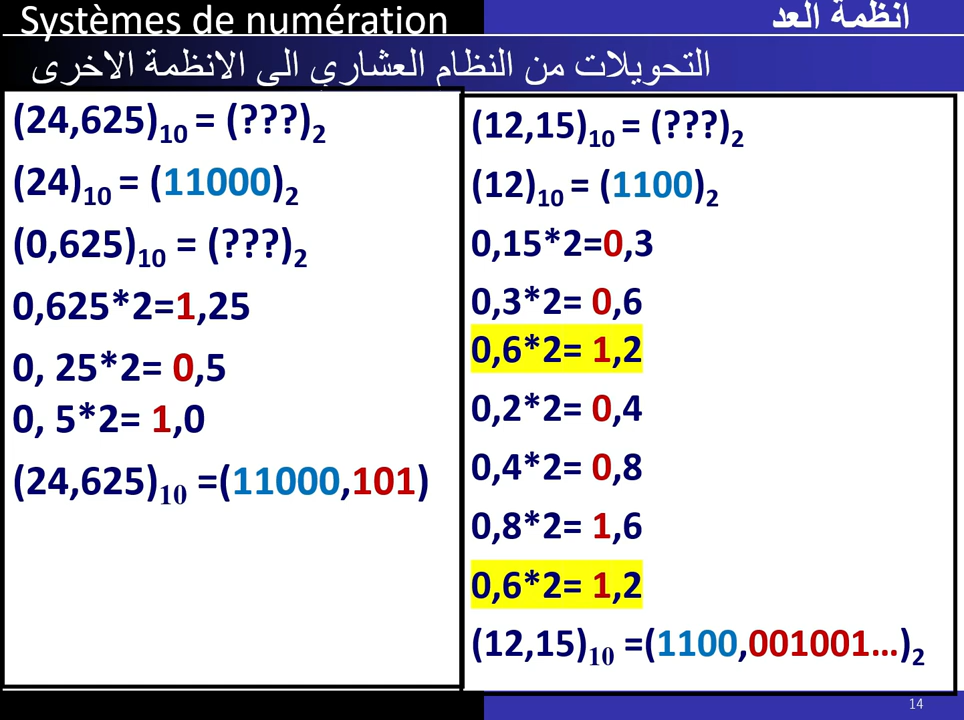 Systèmes de numération
انظمة العد
التحويلات من النظام العشاري الى الانظمة الاخرى
(24,625)₁₀ = (???)₂
(24)₁₀ = (11000)₂
(0,625)₁₀ = (???)₂
0,625*2=1,25
0, 25*2= 0,5
0, 5*2= 1,0
(24,625)₁₀ =(11000,101)
(12,15)₁₀ = (???)₂
(12)₁₀ = (1100)₂
0,15*2=0,3
0,3*2= 0,6
0,6*2= 1,2
0,2*2= 0,4
0,4*2= 0,8
0,8*2= 1,6
0,6*2= 1,2
(12,15)₁₀ =(1100,001001…)₂
14